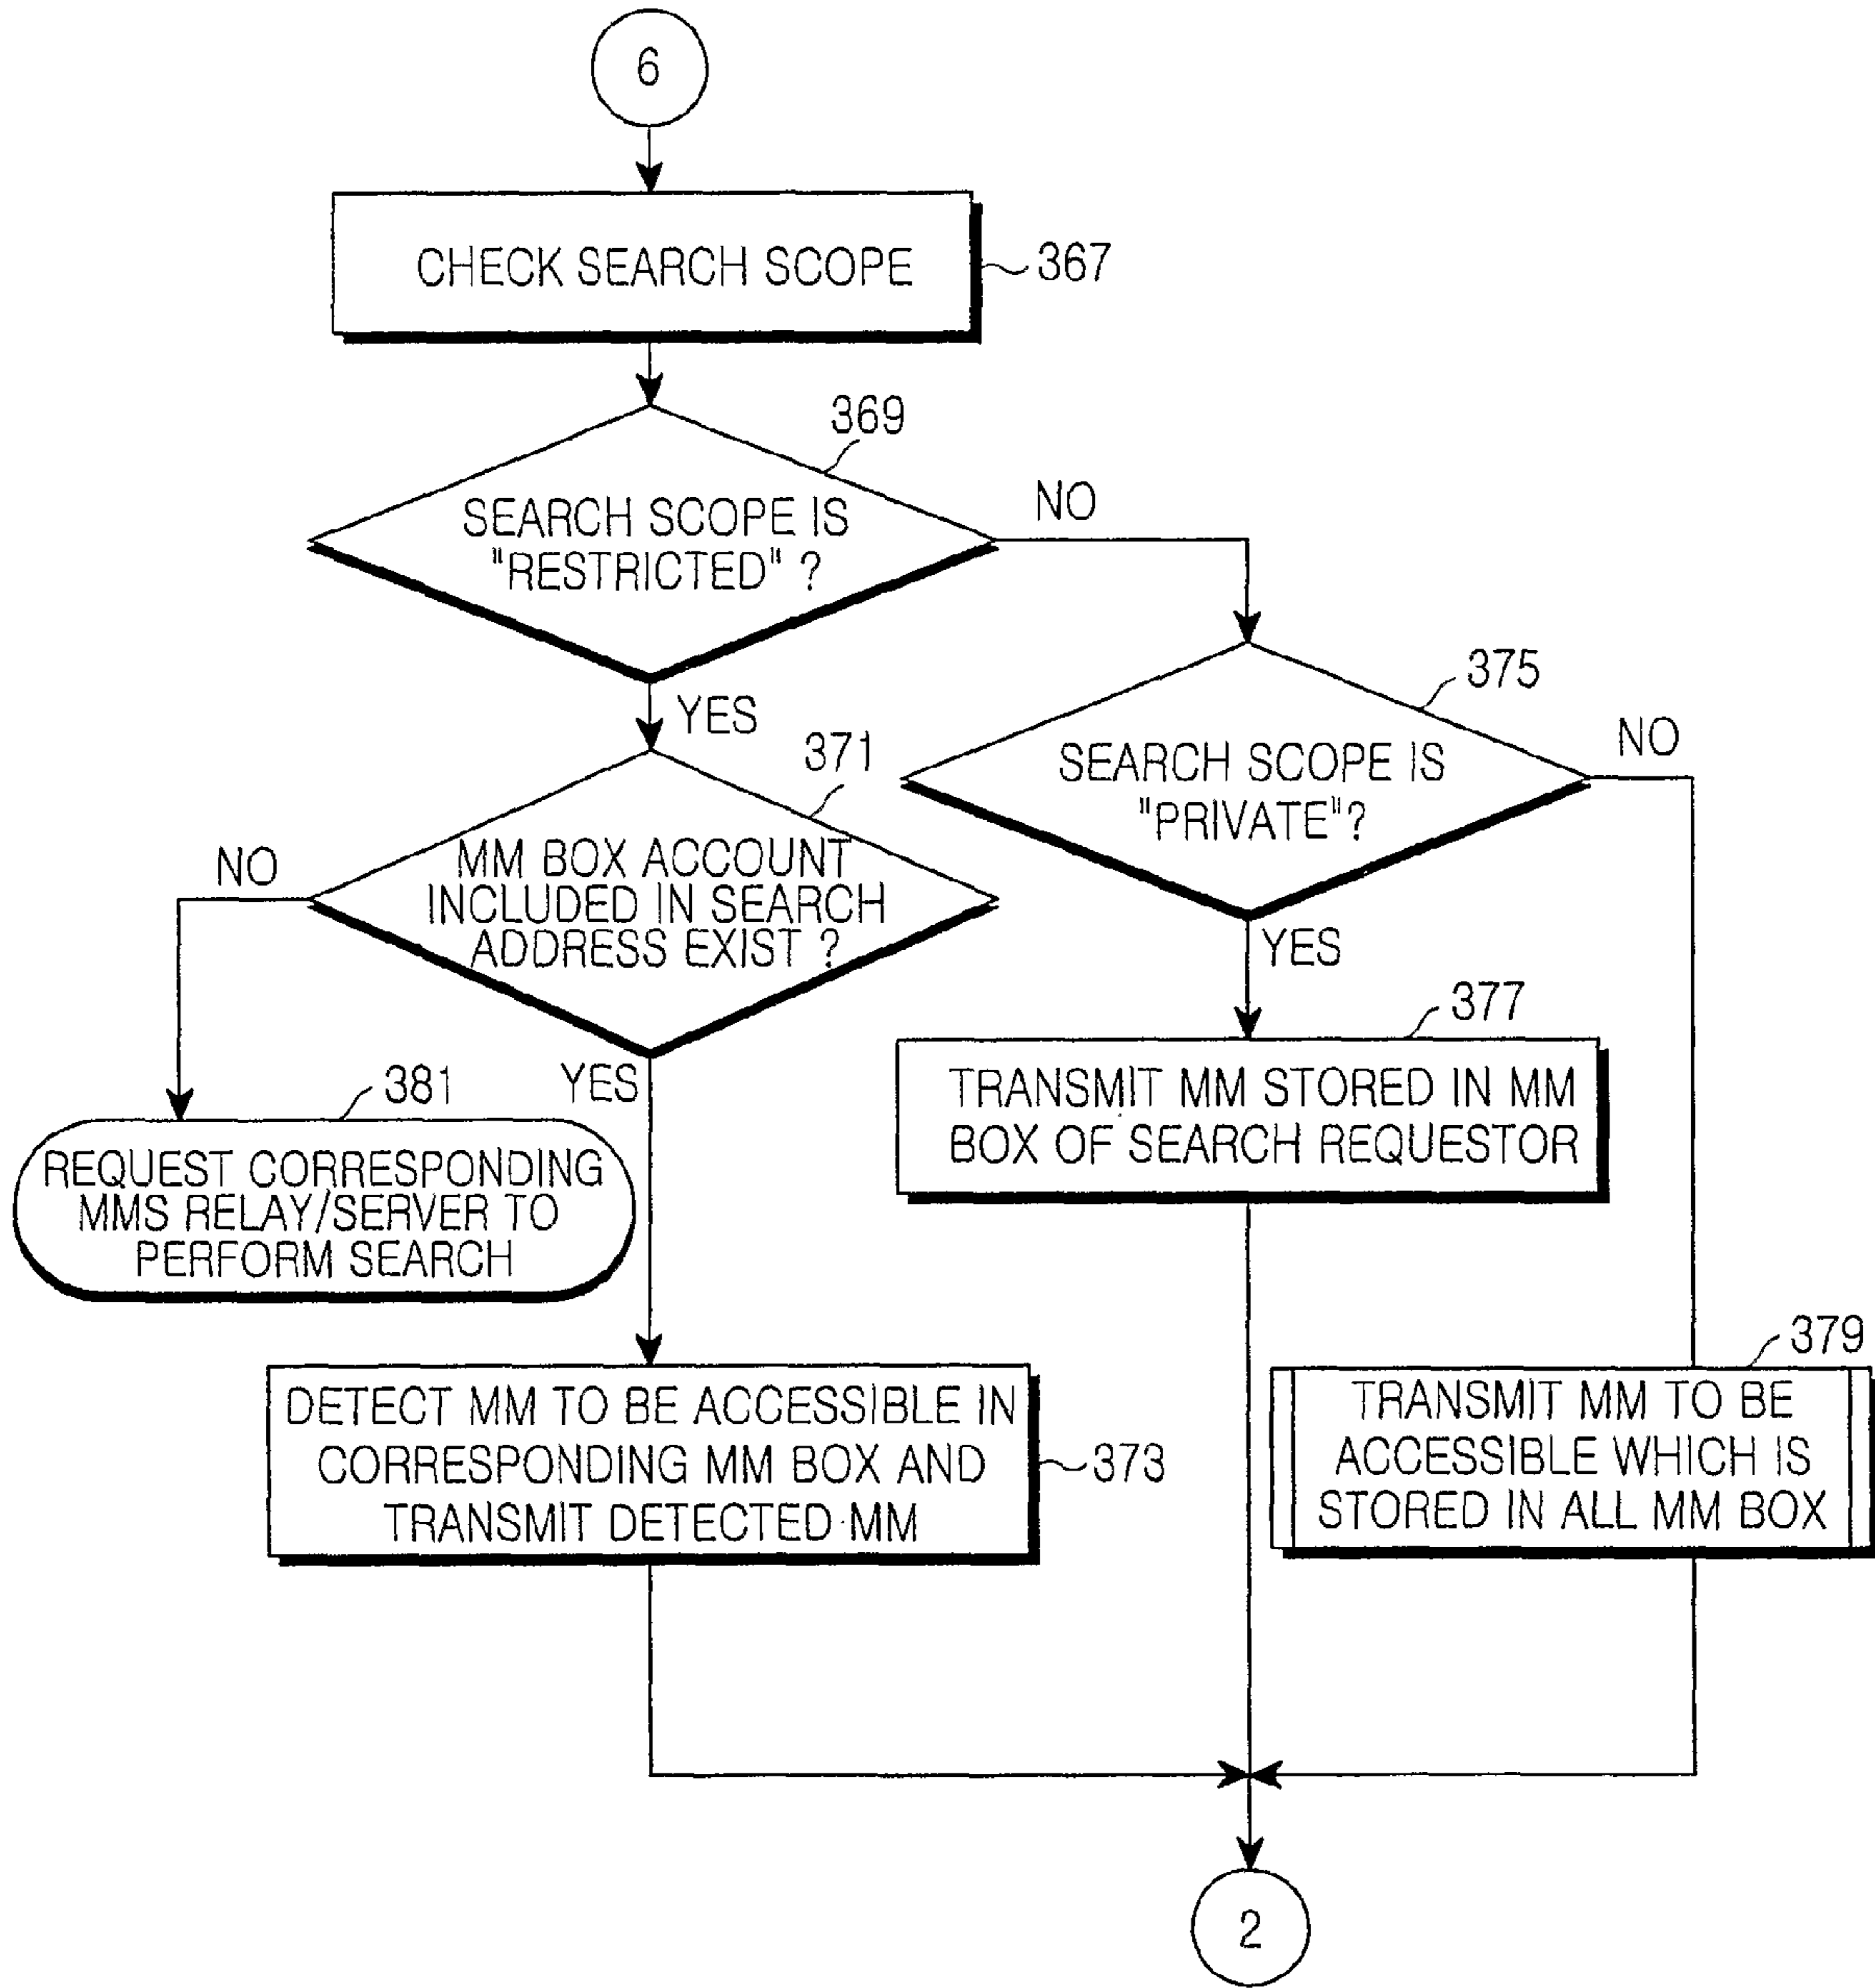 6
CHECK SEARCH SCOPE
367
369
SEARCH SCOPE IS
"RESTRICTED" ?
NO
YES
375
SEARCH SCOPE IS
"PRIVATE"?
NO
YES
371
MM BOX ACCOUNT
INCLUDED IN SEARCH
ADDRESS EXIST ?
NO
YES
377
TRANSMIT MM STORED IN MM
BOX OF SEARCH REQUESTOR
381
REQUEST CORRESPONDING
MMS RELAY/SERVER TO
PERFORM SEARCH
DETECT MM TO BE ACCESSIBLE IN
CORRESPONDING MM BOX AND
TRANSMIT DETECTED MM
373
379
TRANSMIT MM TO BE
ACCESSIBLE WHICH IS
STORED IN ALL MM BOX
2